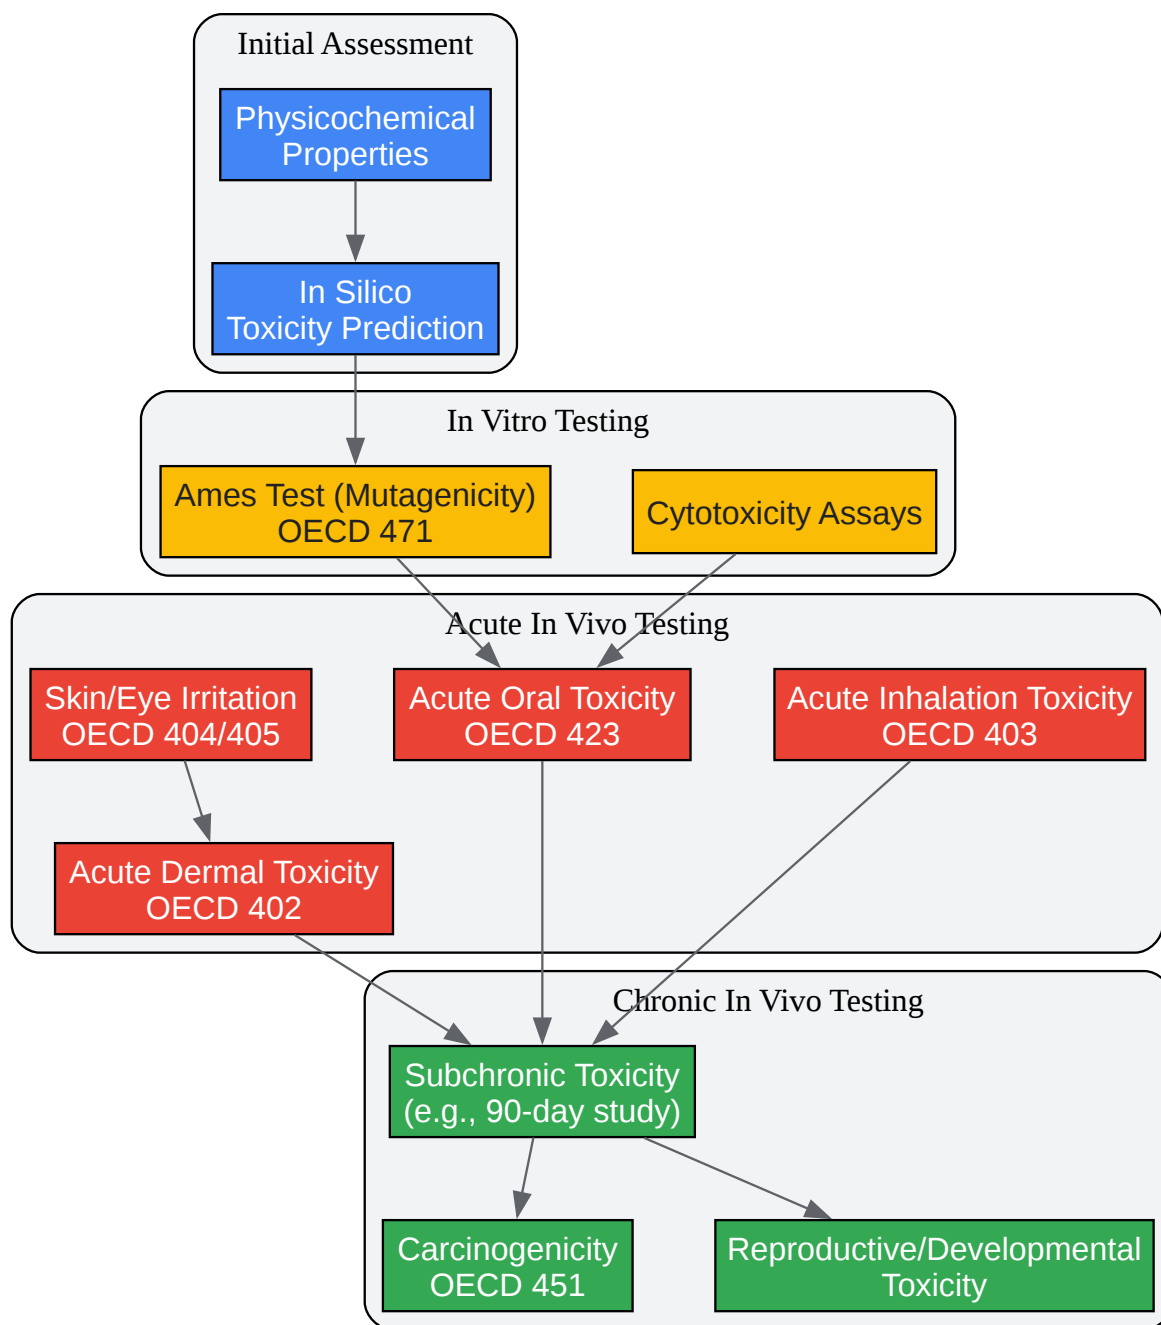 Initial Assessment
Physicochemical
Properties
In Silico
Toxicity Prediction
In Vitro Testing
Ames Test (Mutagenicity)
OECD 471
Cytotoxicity Assays
Acute In Vivo Testing
Skin/Eye Irritation
OECD 404/405
Acute Oral Toxicity
OECD 423
Acute Inhalation Toxicity
OECD 403
Acute Dermal Toxicity
OECD 402
Chronic In Vivo Testing
Subchronic Toxicity
(e.g., 90-day study)
Carcinogenicity
OECD 451
Reproductive/Developmental
Toxicity